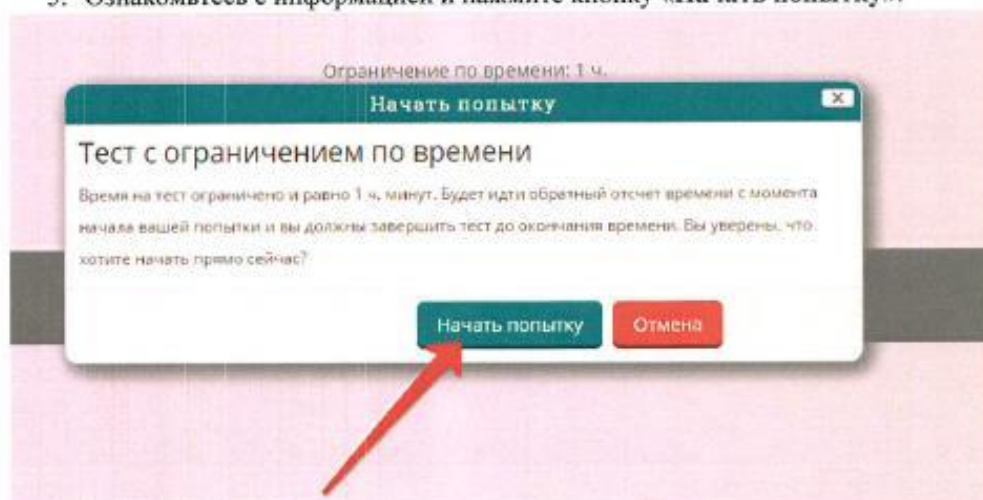 Ознакомьтесь с информацией и нажмите кнопку «Начать попытку».
Ограничение по времени: 1 ч.
Начать попытку
Тест с ограничением по времени
Время на тест ограничено и равно 1 ч. минут. Будет идти обратный отсчет времени с момента
начала вашей попытки и вы должны завершить тест до окончания времени. Вы уверены, что
хотите начать прямо сейчас?
Начать попытку
Отмена